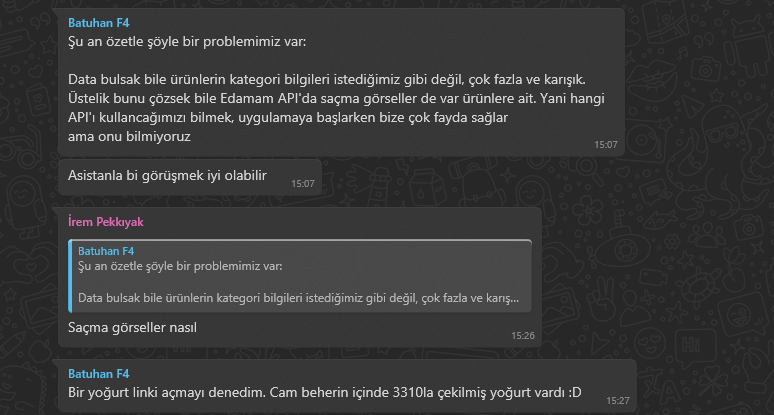 Batuhan F4
Şu an özetle şöyle bir problemimiz var:
Data bulsak bile ürünlerin kategori bilgileri istediğimiz gibi değil, çok fazla ve karışık.
Üstelik bunu çözsek bile Edamam API'da saçma görseller de var ürünlere ait. Yani hangi
API'ı kullancağımızı bilmek, uygulamaya başlarken bize çok fayda sağlar
ama onu bilmiyoruz
15:07
Asistanla bi görüşmek iyi olabilir
15:07
İrem Pekkıyak
Batuhan F4
Şu an özetle şöyle bir problemimiz var:
Data bulsak bile ürünlerin kategori bilgileri istediğimiz gibi değil, çok fazla ve karış...
Saçma görseller nasıl
15:26
Batuhan F4
Bir yoğurt linki açmayı denedim. Cam beherin içinde 3310la çekilmiş yoğurt vardı :D
15:27